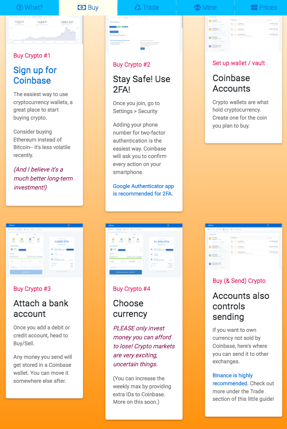 What?
Buy
Trade
Mine
Prices
Buy Crypto #1
Sign up for
Coinbase
The easiest way to use
cryptocurrency wallets, a
great place to start
buying crypto.
Consider buying
Ethereum instead of
Bitcoin-- it's less volatile
recently.
(And I believe it's a
much better long-term
investment!)
Buy Crypto #2
Stay Safe! Use
2FA!
Once you join, go to
Settings > Security
Adding your phone
number for two-factor
authentication is the
easiest way. Coinbase
will ask you to confirm
every action on your
smartphone.
Google Authenticator app
is recommended for 2FA.
Set up wallet / vault
Coinbase
Accounts
Crypto wallets are what
hold cryptocurrency.
Create one for the coin
you plan to buy.
Buy Crypto #3
Attach a bank
account
Once you add a debit or
credit account, head to
Buy/Sell.
Any money you send will
get stored in a Coinbase
wallet. You can move it
somewhere else after.
Buy Crypto #4
Choose
currency
PLEASE only invest
money you can afford
to lose! Crypto markets
are very exciting,
uncertain things.
(You can increase the
weekly max by providing
extra IDs to Coinbase.
More on this soon.)
Buy (& Send) Crypto
Accounts also
controls
sending
If you want to own
currency not sold by
Coinbase, here's where
you can send it to other
exchanges.
Binance is highly
recommended. Check out
more under the Trade
section of this little guide!